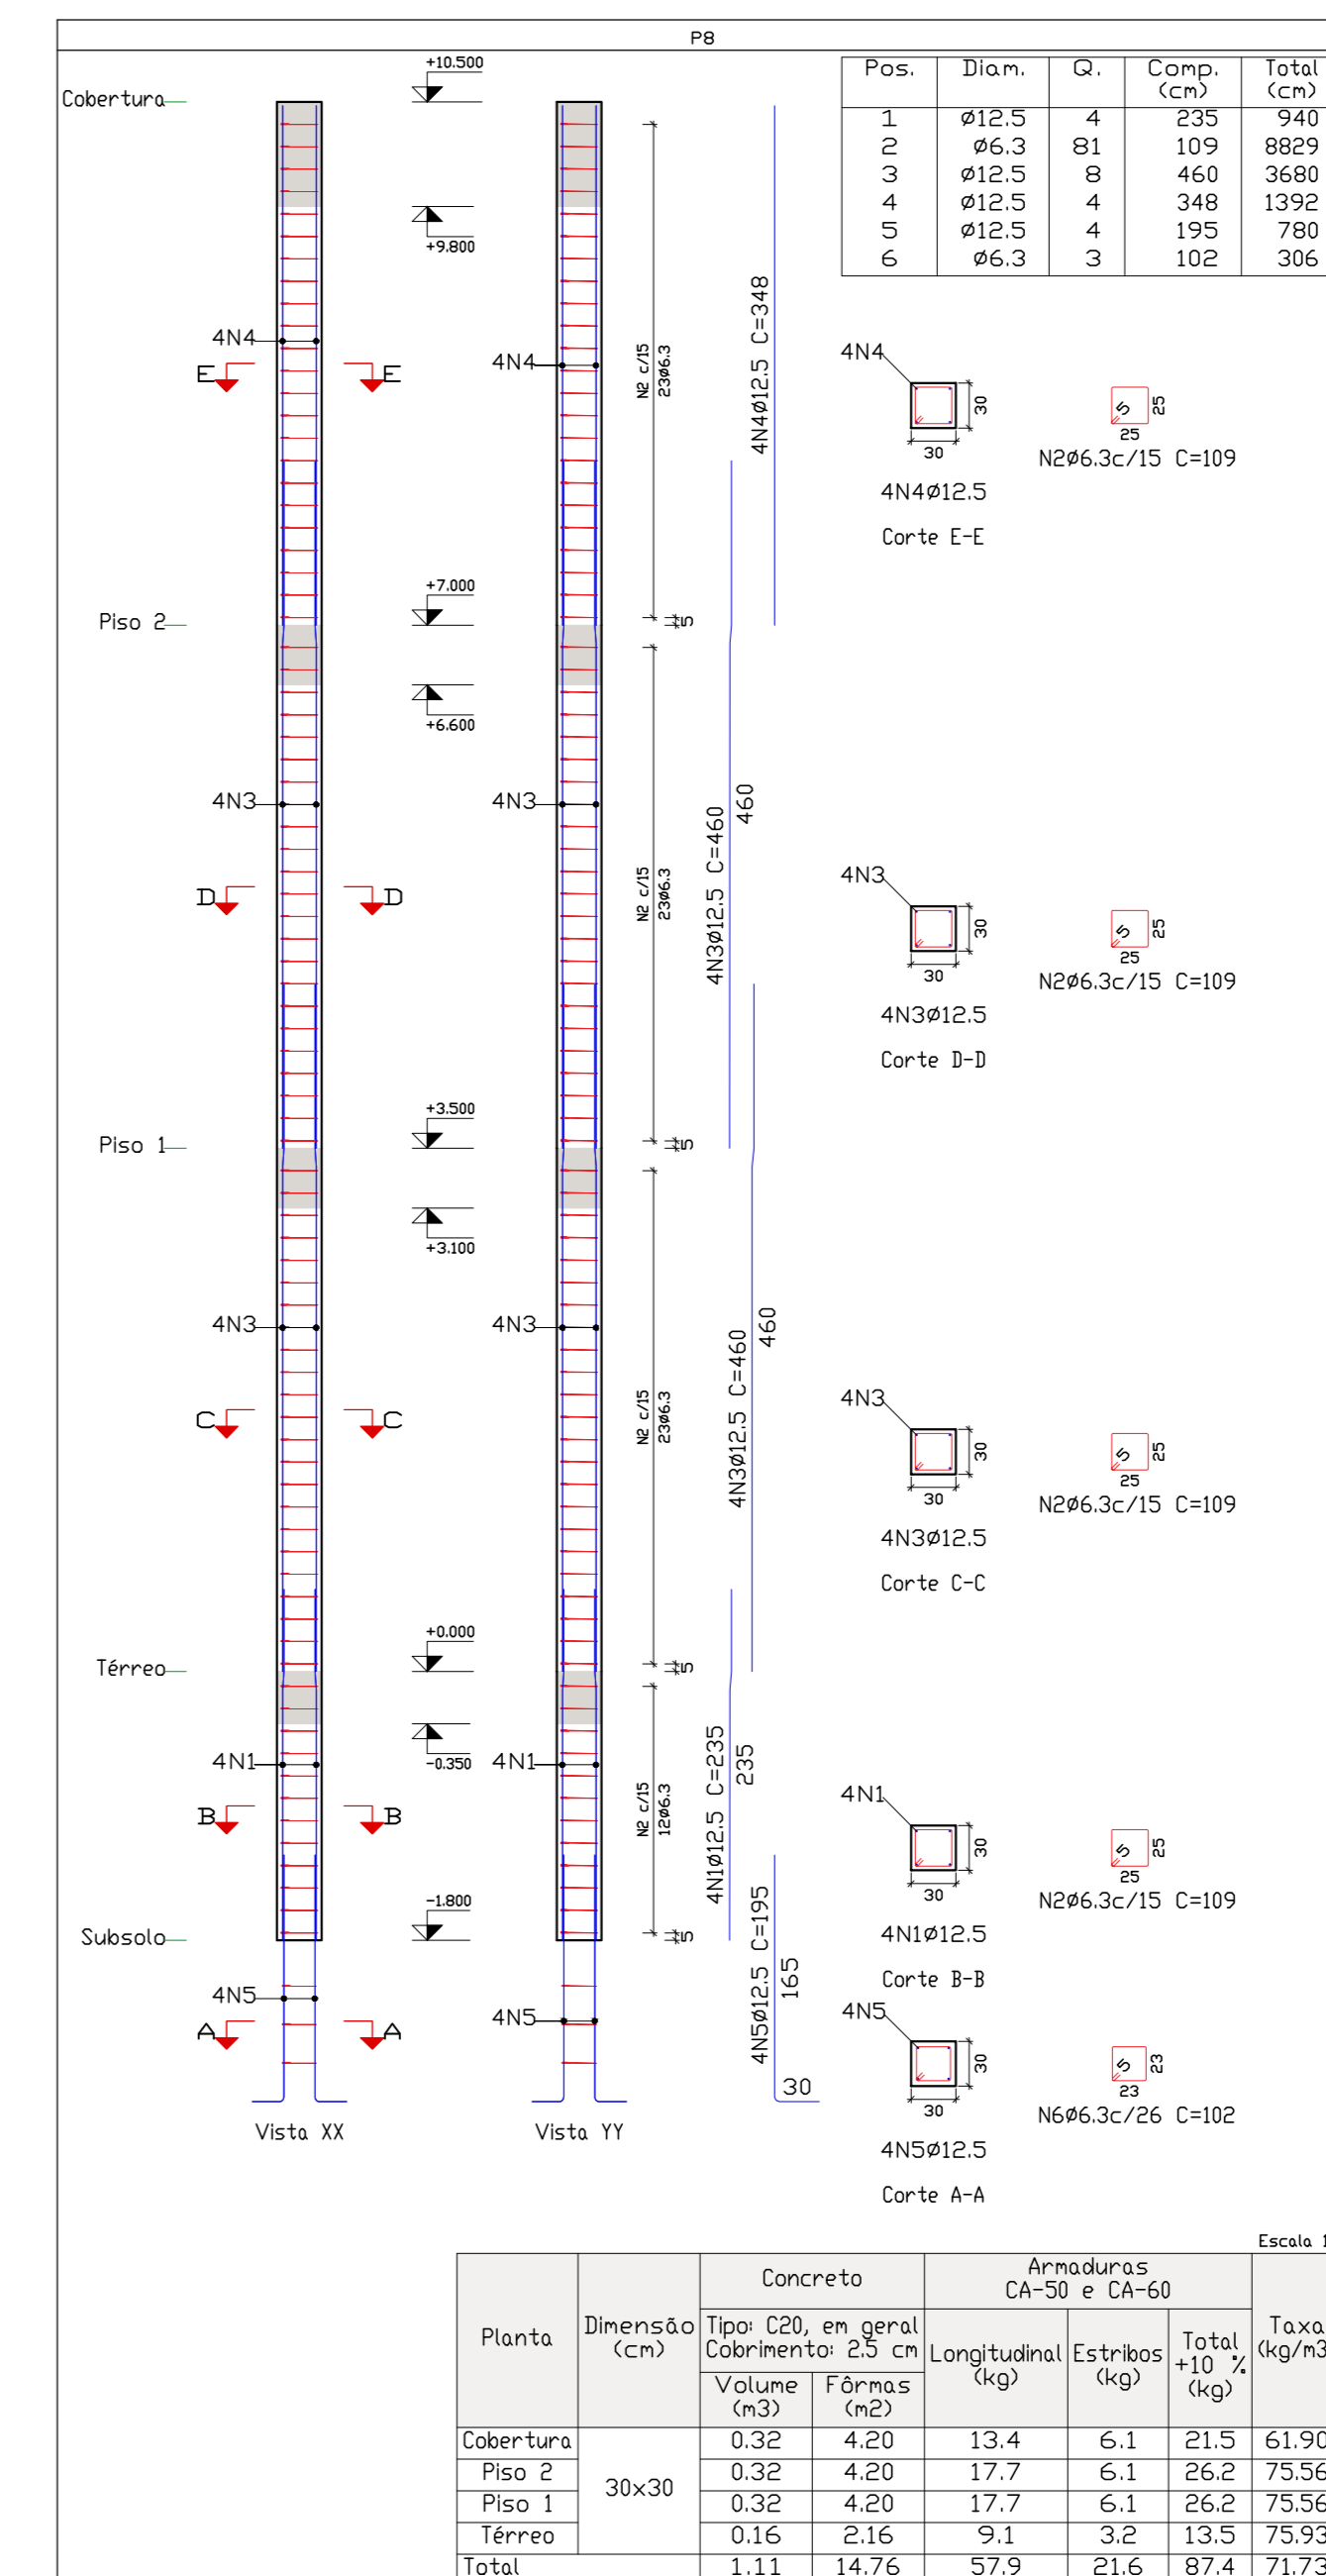 P8
Pos. Diam. Q. Comp. (cm) Total (cm)
1 Ø12.5 4 235 940
2 Ø6.3 81 109 8829
3 Ø12.5 8 460 3680
4 Ø12.5 4 348 1392
5 Ø12.5 4 195 780
6 Ø6.3 3 102 306
+10.500
Cobertura
+9.800
4N4
E E
4N4
N2 c/15
23Ø6.3
4N4Ø12.5 C=348
4N4
30
30
4N4Ø12.5
Corte E-E
5
25
25
N2Ø6.3c/15 C=109
+7.000
Piso 2
5
+6.600
4N3
4N3
D D
N2 c/15
23Ø6.3
4N3Ø12.5 C=460
460
4N3
30
30
4N3Ø12.5
Corte D-D
5
25
25
N2Ø6.3c/15 C=109
+3.500
Piso 1
5
+3.100
4N3
4N3
C C
N2 c/15
23Ø6.3
4N3Ø12.5 C=460
460
4N3
30
30
4N3Ø12.5
Corte C-C
5
25
25
N2Ø6.3c/15 C=109
+0.000
Térreo
5
-0.350
4N1
4N1
B B
N2 c/15
12Ø6.3
4N1Ø12.5 C=235
235
4N1
30
30
4N1Ø12.5
Corte B-B
5
25
25
N2Ø6.3c/15 C=109
-1.800
Subsolo
5
4N5
4N5
A A
4N5Ø12.5 C=195
165
30
4N5
30
30
4N5Ø12.5
Corte A-A
5
23
23
N6Ø6.3c/26 C=102
Vista XX
Vista YY
Escala 1
Planta
Dimensão (cm)
Concreto
Tipo: C20, em geral
Cobrimento: 2.5 cm
Volume (m3)
Fôrmas (m2)
Armaduras
CA-50 e CA-60
Longitudinal (kg)
Estribos (kg)
Total +10 % (kg)
Taxa (kg/m3
30x30
Cobertura 0.32 4.20 13.4 6.1 21.5 61.90
Piso 2 0.32 4.20 17.7 6.1 26.2 75.56
Piso 1 0.32 4.20 17.7 6.1 26.2 75.56
Térreo 0.16 2.16 9.1 3.2 13.5 75.93
Total 1.11 14.76 57.9 21.6 87.4 71.73